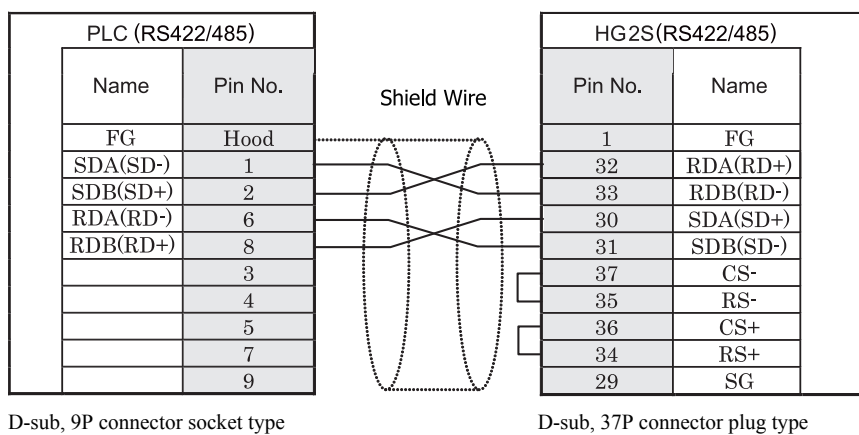 PLC (RS422/485)
HG2S(RS422/485)
Name Pin No.
Shield Wire
Pin No. Name
FG Hood 1 FG
SDA(SD-) 1 32 RDA(RD+)
SDB(SD+) 2 33 RDB(RD-)
RDA(RD-) 6 30 SDA(SD+)
RDB(RD+) 8 31 SDB(SD-)
3 37 CS-
4 35 RS-
5 36 CS+
7 34 RS+
9 29 SG
D-sub, 9P connector socket type
D-sub, 37P connector plug type